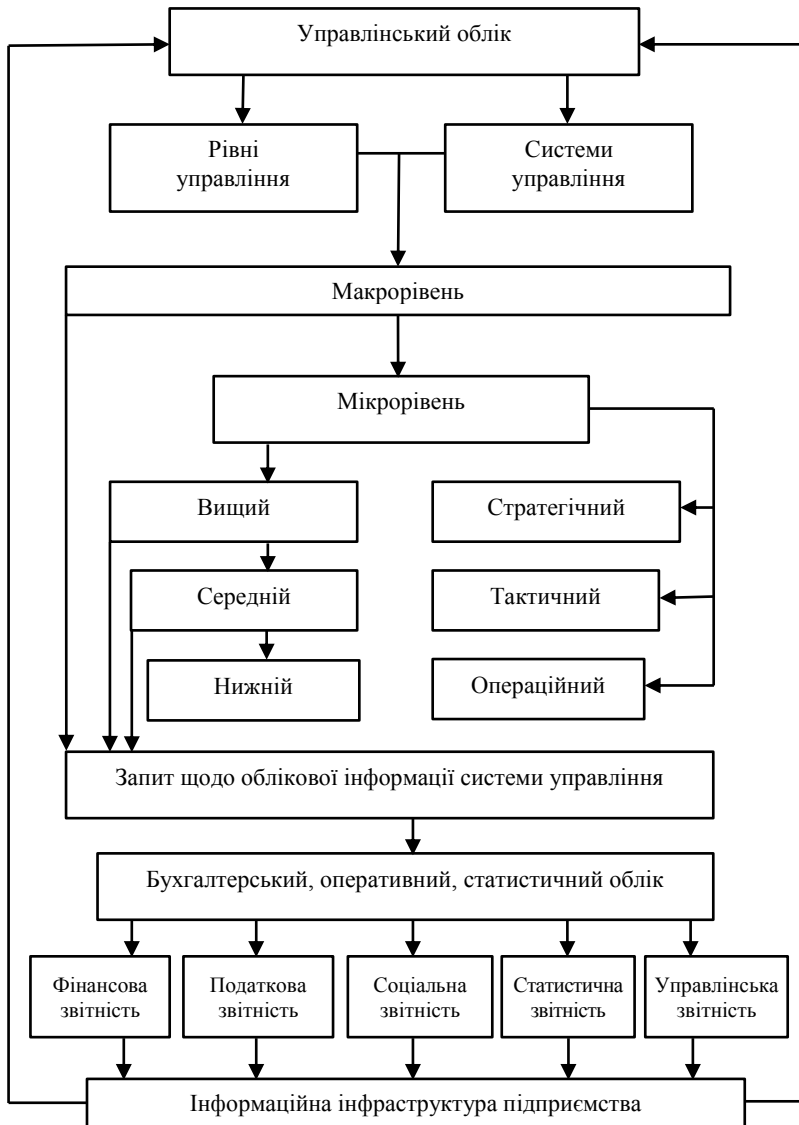 Управлінський облік
Рівні
управління
Системи
управління
Макрорівень
Мікрорівень
Вищий
Стратегічний
Середній
Тактичний
Нижній
Операційний
Запит щодо облікової інформації системи управління
Бухгалтерський, оперативний, статистичний облік
Фінансова
звітність
Податкова
звітність
Соціальна
звітність
Статистична
звітність
Управлінська
звітність
Інформаційна інфраструктура підприємства